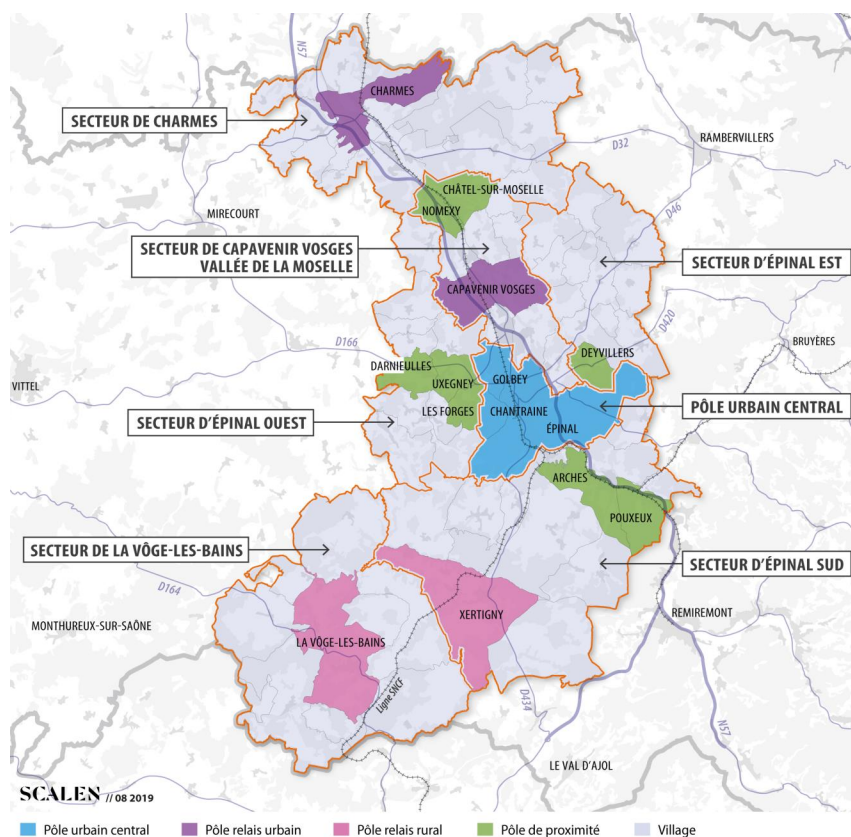 N57
CHARMES
SECTEUR DE CHARMES
RAMBERVILLERS
D32
CHÂTEL-SUR-MOSELLE
D46
MIRECOURT
NOMEXY
SECTEUR DE CAPAVENIR VOSGES
VALLÉE DE LA MOSELLE
SECTEUR D'ÉPINAL EST
CAPAVENIR VOSGES
D420
BRUYÈRES
D166
DEYVILLERS
DARNIEULLES
GOLBEY
VITTEL
UXEGNEY
LES FORGES
CHANTRAINE
PÔLE URBAIN CENTRAL
SECTEUR D'ÉPINAL OUEST
ÉPINAL
ARCHES
POUXEUX
SECTEUR DE LA VÔGE-LES-BAINS
SECTEUR D'ÉPINAL SUD
D164
XERTIGNY
REMIREMONT
MONTHUREUX-SUR-SAÔNE
LA VÔGE-LES-BAINS
Ligne SNCF
D434
N57
LE VAL D'AJOL
SCALEN // 08 2019
Pôle urbain central
Pôle relais urbain
Pôle relais rural
Pôle de proximité
Village